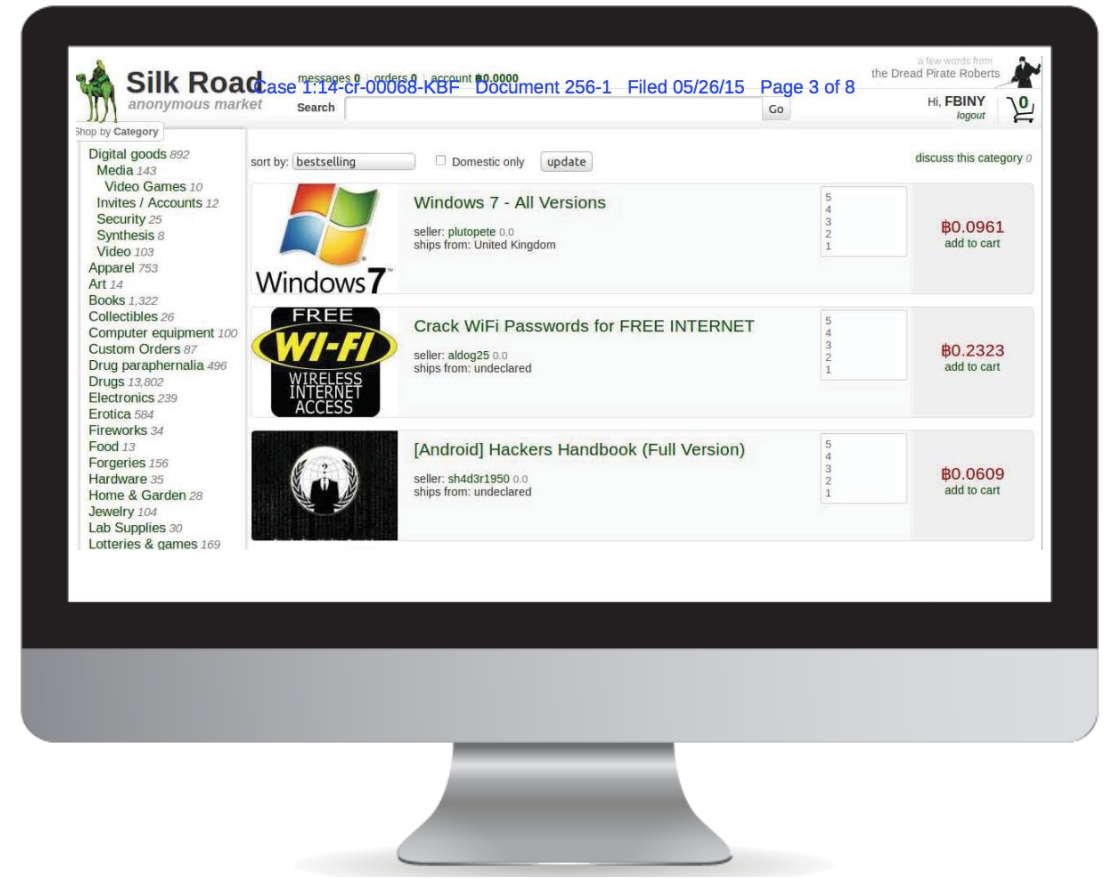 Silk Road
anonymous market
messages 0 | orders 0 | account ฿0.0000
Case 1:14-cr-00068-KBF Document 256-1 Filed 05/26/15 Page 3 of 8
a few words from
the Dread Pirate Roberts
Search
Go
Hi, FBINY
logout
0
Shop by Category
Digital goods 892
Media 143
Video Games 10
Invites / Accounts 12
Security 25
Synthesis 8
Video 103
Apparel 753
Art 14
Books 1,322
Collectibles 26
Computer equipment 100
Custom Orders 87
Drug paraphernalia 496
Drugs 13,802
Electronics 239
Erotica 584
Fireworks 34
Food 13
Forgeries 156
Hardware 35
Home & Garden 28
Jewelry 104
Lab Supplies 30
Lotteries & games 169
sort by: bestselling
Domestic only
update
discuss this category 0
Windows 7™
Windows 7 - All Versions
seller: plutopete 0.0
ships from: United Kingdom
5
4
3
2
1
฿0.0961
add to cart
FREE
WI-FI
WIRELESS
INTERNET
ACCESS
Crack WiFi Passwords for FREE INTERNET
seller: aldog25 0.0
ships from: undeclared
5
4
3
2
1
฿0.2323
add to cart
?
[Android] Hackers Handbook (Full Version)
seller: sh4d3r1950 0.0
ships from: undeclared
5
4
3
2
1
฿0.0609
add to cart